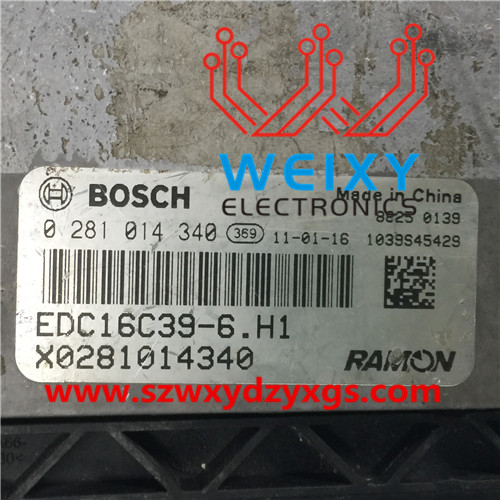 WEIXY
ELECTRONICS
BOSCH
Made in China
0139
0 281 014 340 369 11-01-16 1039S45429
EDC16C39-6.H1
X0281014340
RAMON
www.szwxydzyxgs.com